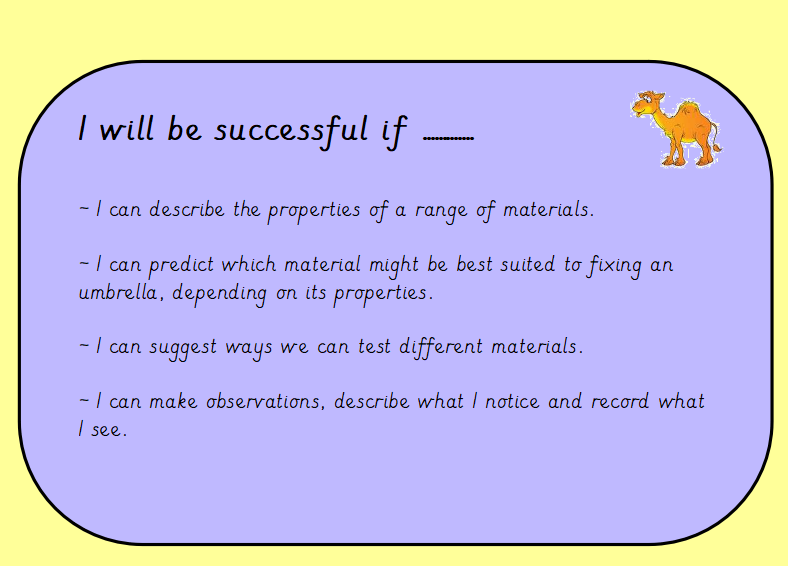 I will be successful if ............
~ I can describe the properties of a range of materials.
~ I can predict which material might be best suited to fixing an
umbrella, depending on its properties.
~ I can suggest ways we can test different materials.
~ I can make observations, describe what I notice and record what
I see.